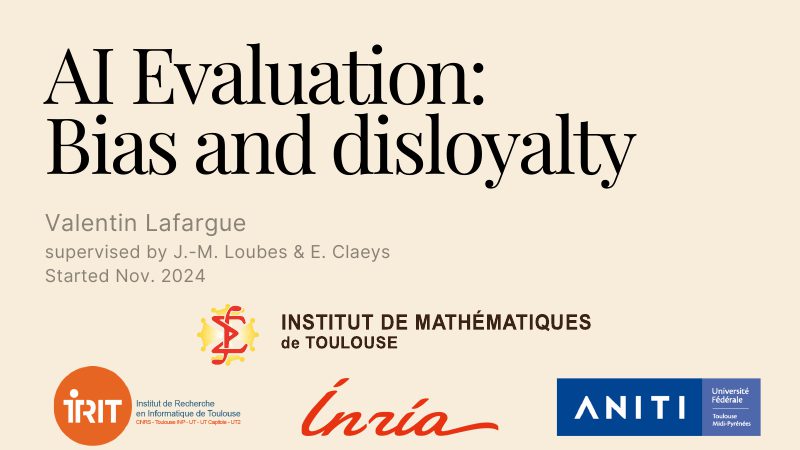 AI Evaluation:
Bias and disloyalty
Valentin Lafargue
supervised by J.-M. Loubes & E. Claeys
Started Nov. 2024
INSTITUT DE MATHÉMATIQUES
de TOULOUSE
IRIT
Institut de Recherche
en Informatique de Toulouse
CNRS - Toulouse INP - UT - UT Capitole - UT2
Inria
ANITI
Université
Fédérale
Toulouse
Midi-Pyrénées